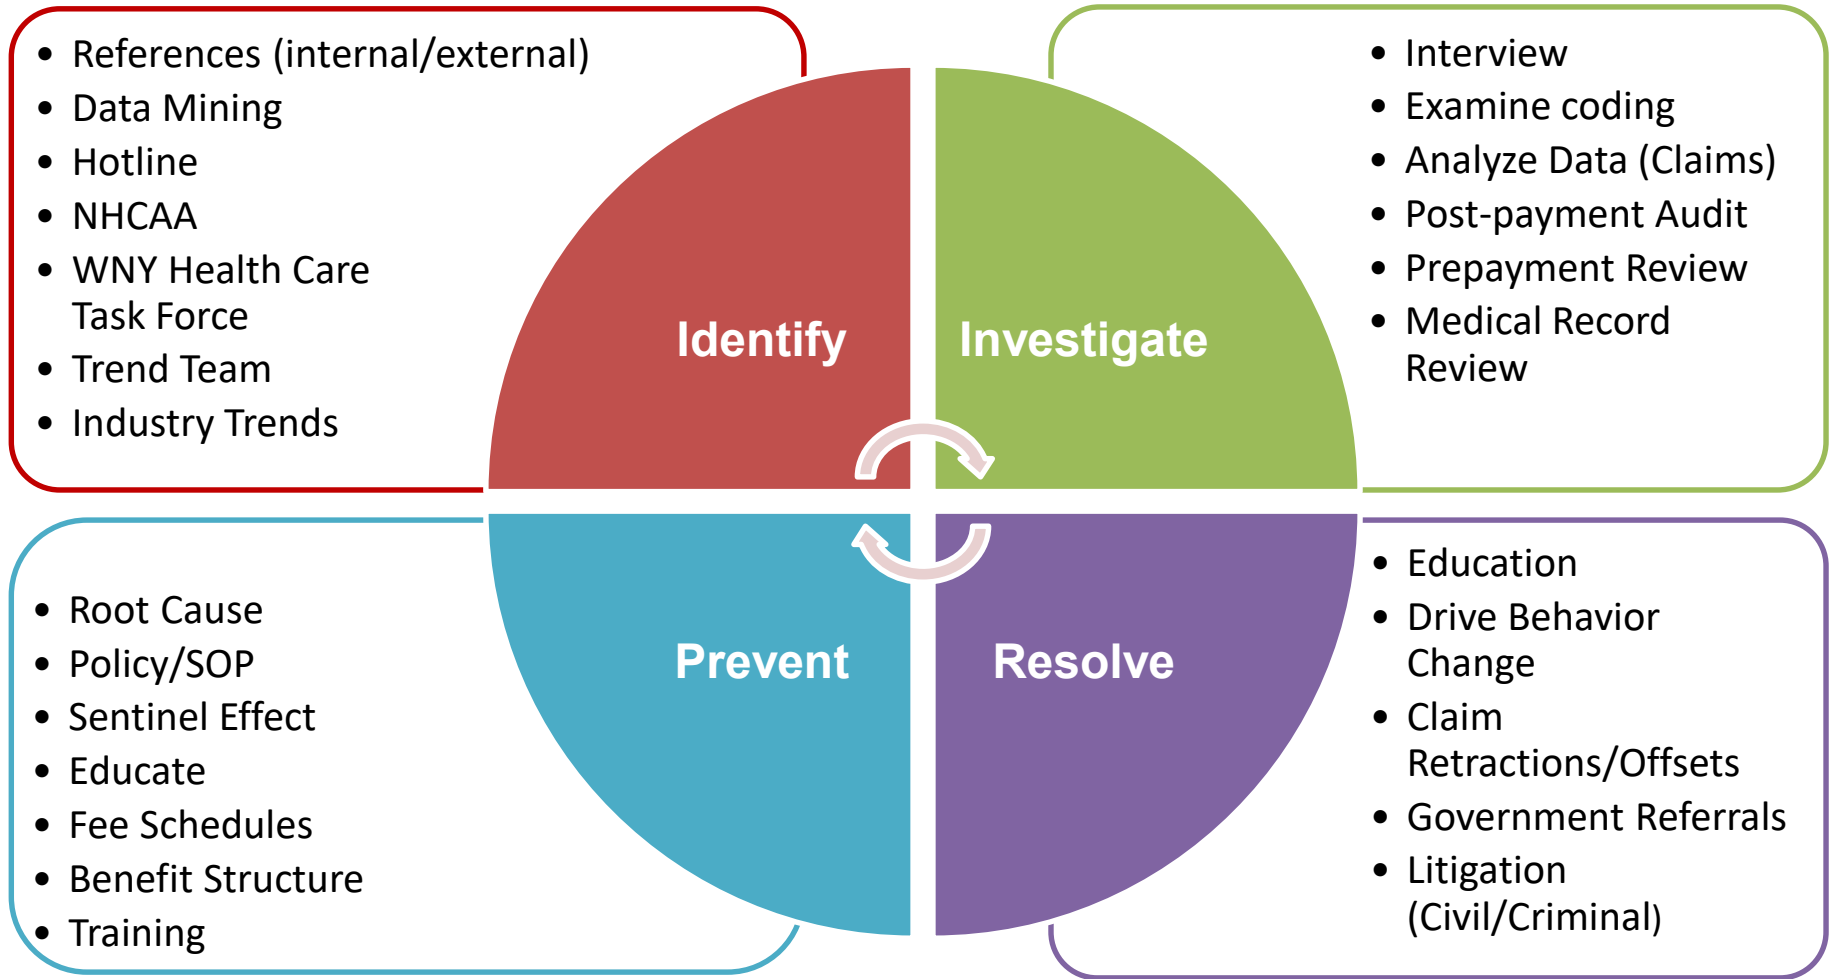 • References (internal/external)
• Data Mining
• Hotline
• NHCAA
• WNY Health Care
Task Force
• Trend Team
• Industry Trends
Identify
Investigate
• Interview
• Examine coding
• Analyze Data (Claims)
• Post-payment Audit
• Prepayment Review
• Medical Record
Review
• Root Cause
• Policy/SOP
• Sentinel Effect
• Educate
• Fee Schedules
• Benefit Structure
• Training
Prevent
Resolve
• Education
• Drive Behavior
Change
• Claim
Retractions/Offsets
• Government Referrals
• Litigation
(Civil/Criminal)